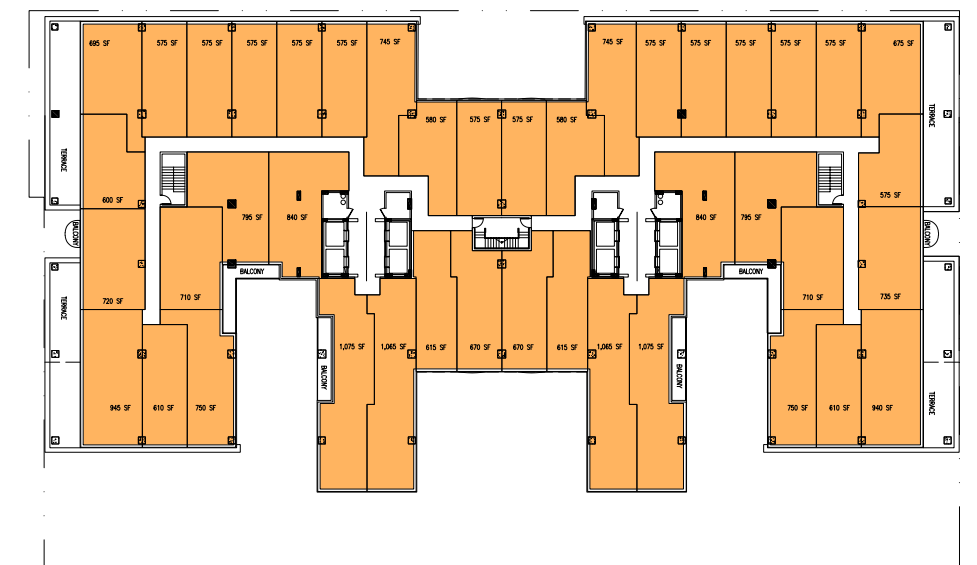 695 SF
575 SF
575 SF
575 SF
575 SF
575 SF
745 SF
745 SF
575 SF
575 SF
575 SF
575 SF
575 SF
675 SF
580 SF
575 SF
575 SF
580 SF
TERRACE
TERRACE
600 SF
795 SF
840 SF
840 SF
795 SF
575 SF
BALCONY
BALCONY
BALCONY
BALCONY
720 SF
710 SF
710 SF
735 SF
TERRACE
1,075 SF
1,065 SF
615 SF
670 SF
670 SF
615 SF
1,065 SF
1,075 SF
BALCONY
BALCONY
TERRACE
945 SF
610 SF
750 SF
750 SF
610 SF
940 SF